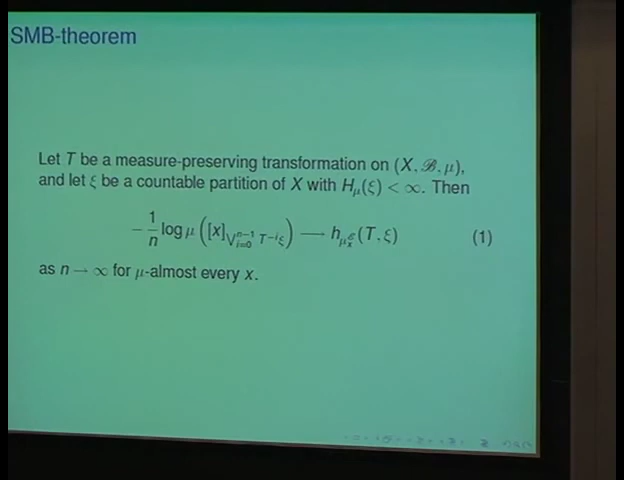 SMB-theorem
Let T be a measure-preserving transformation on (X, ℬ, μ),
and let ξ be a countable partition of X with H_μ(ξ) < ∞. Then
−\frac{1}{n} log μ ([x]_{⋁_{i=0}^{n−1} T^{−i}ξ}) ⟶ h_{μ_x^ℰ}(T, ξ) (1)
as n → ∞ for μ-almost every x.